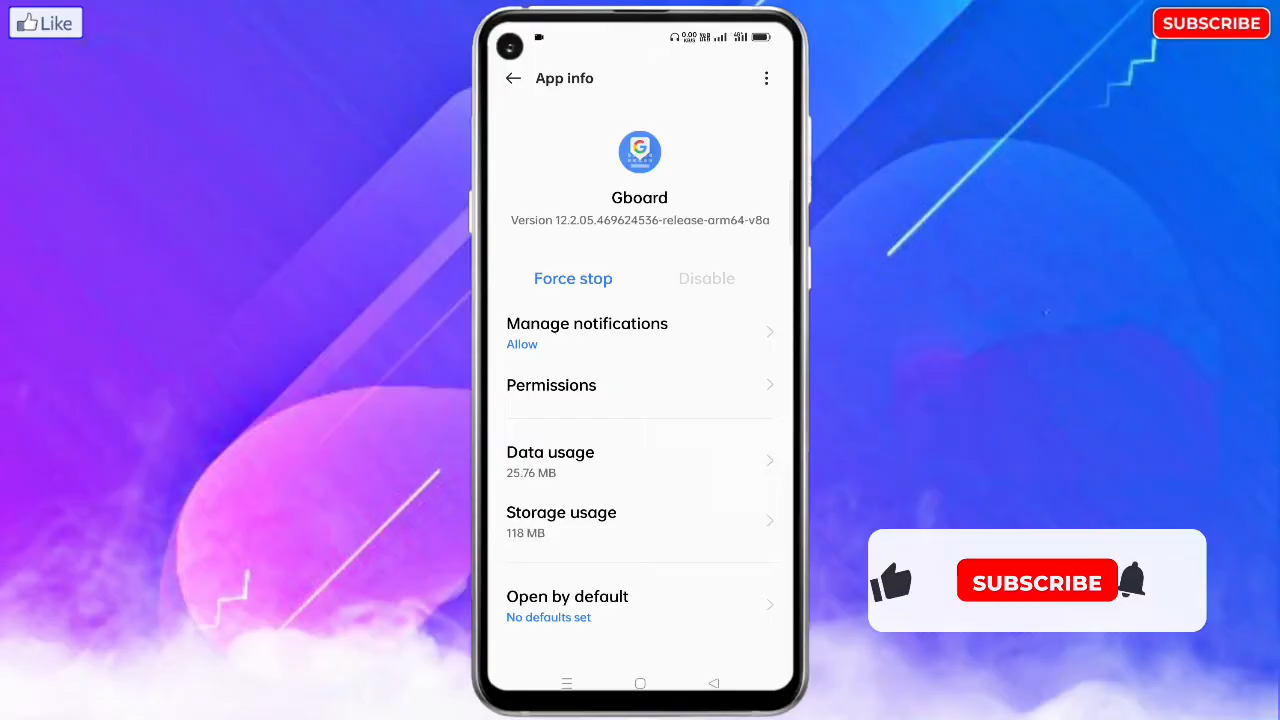 Like
SUBSCRIBE
App info
Gboard
Version 12.2.05.469624536-release-arm64-v8a
Force stop
Disable
Manage notifications
Allow
Permissions
Data usage
25.76 MB
Storage usage
118 MB
Open by default
No defaults set
SUBSCRIBE